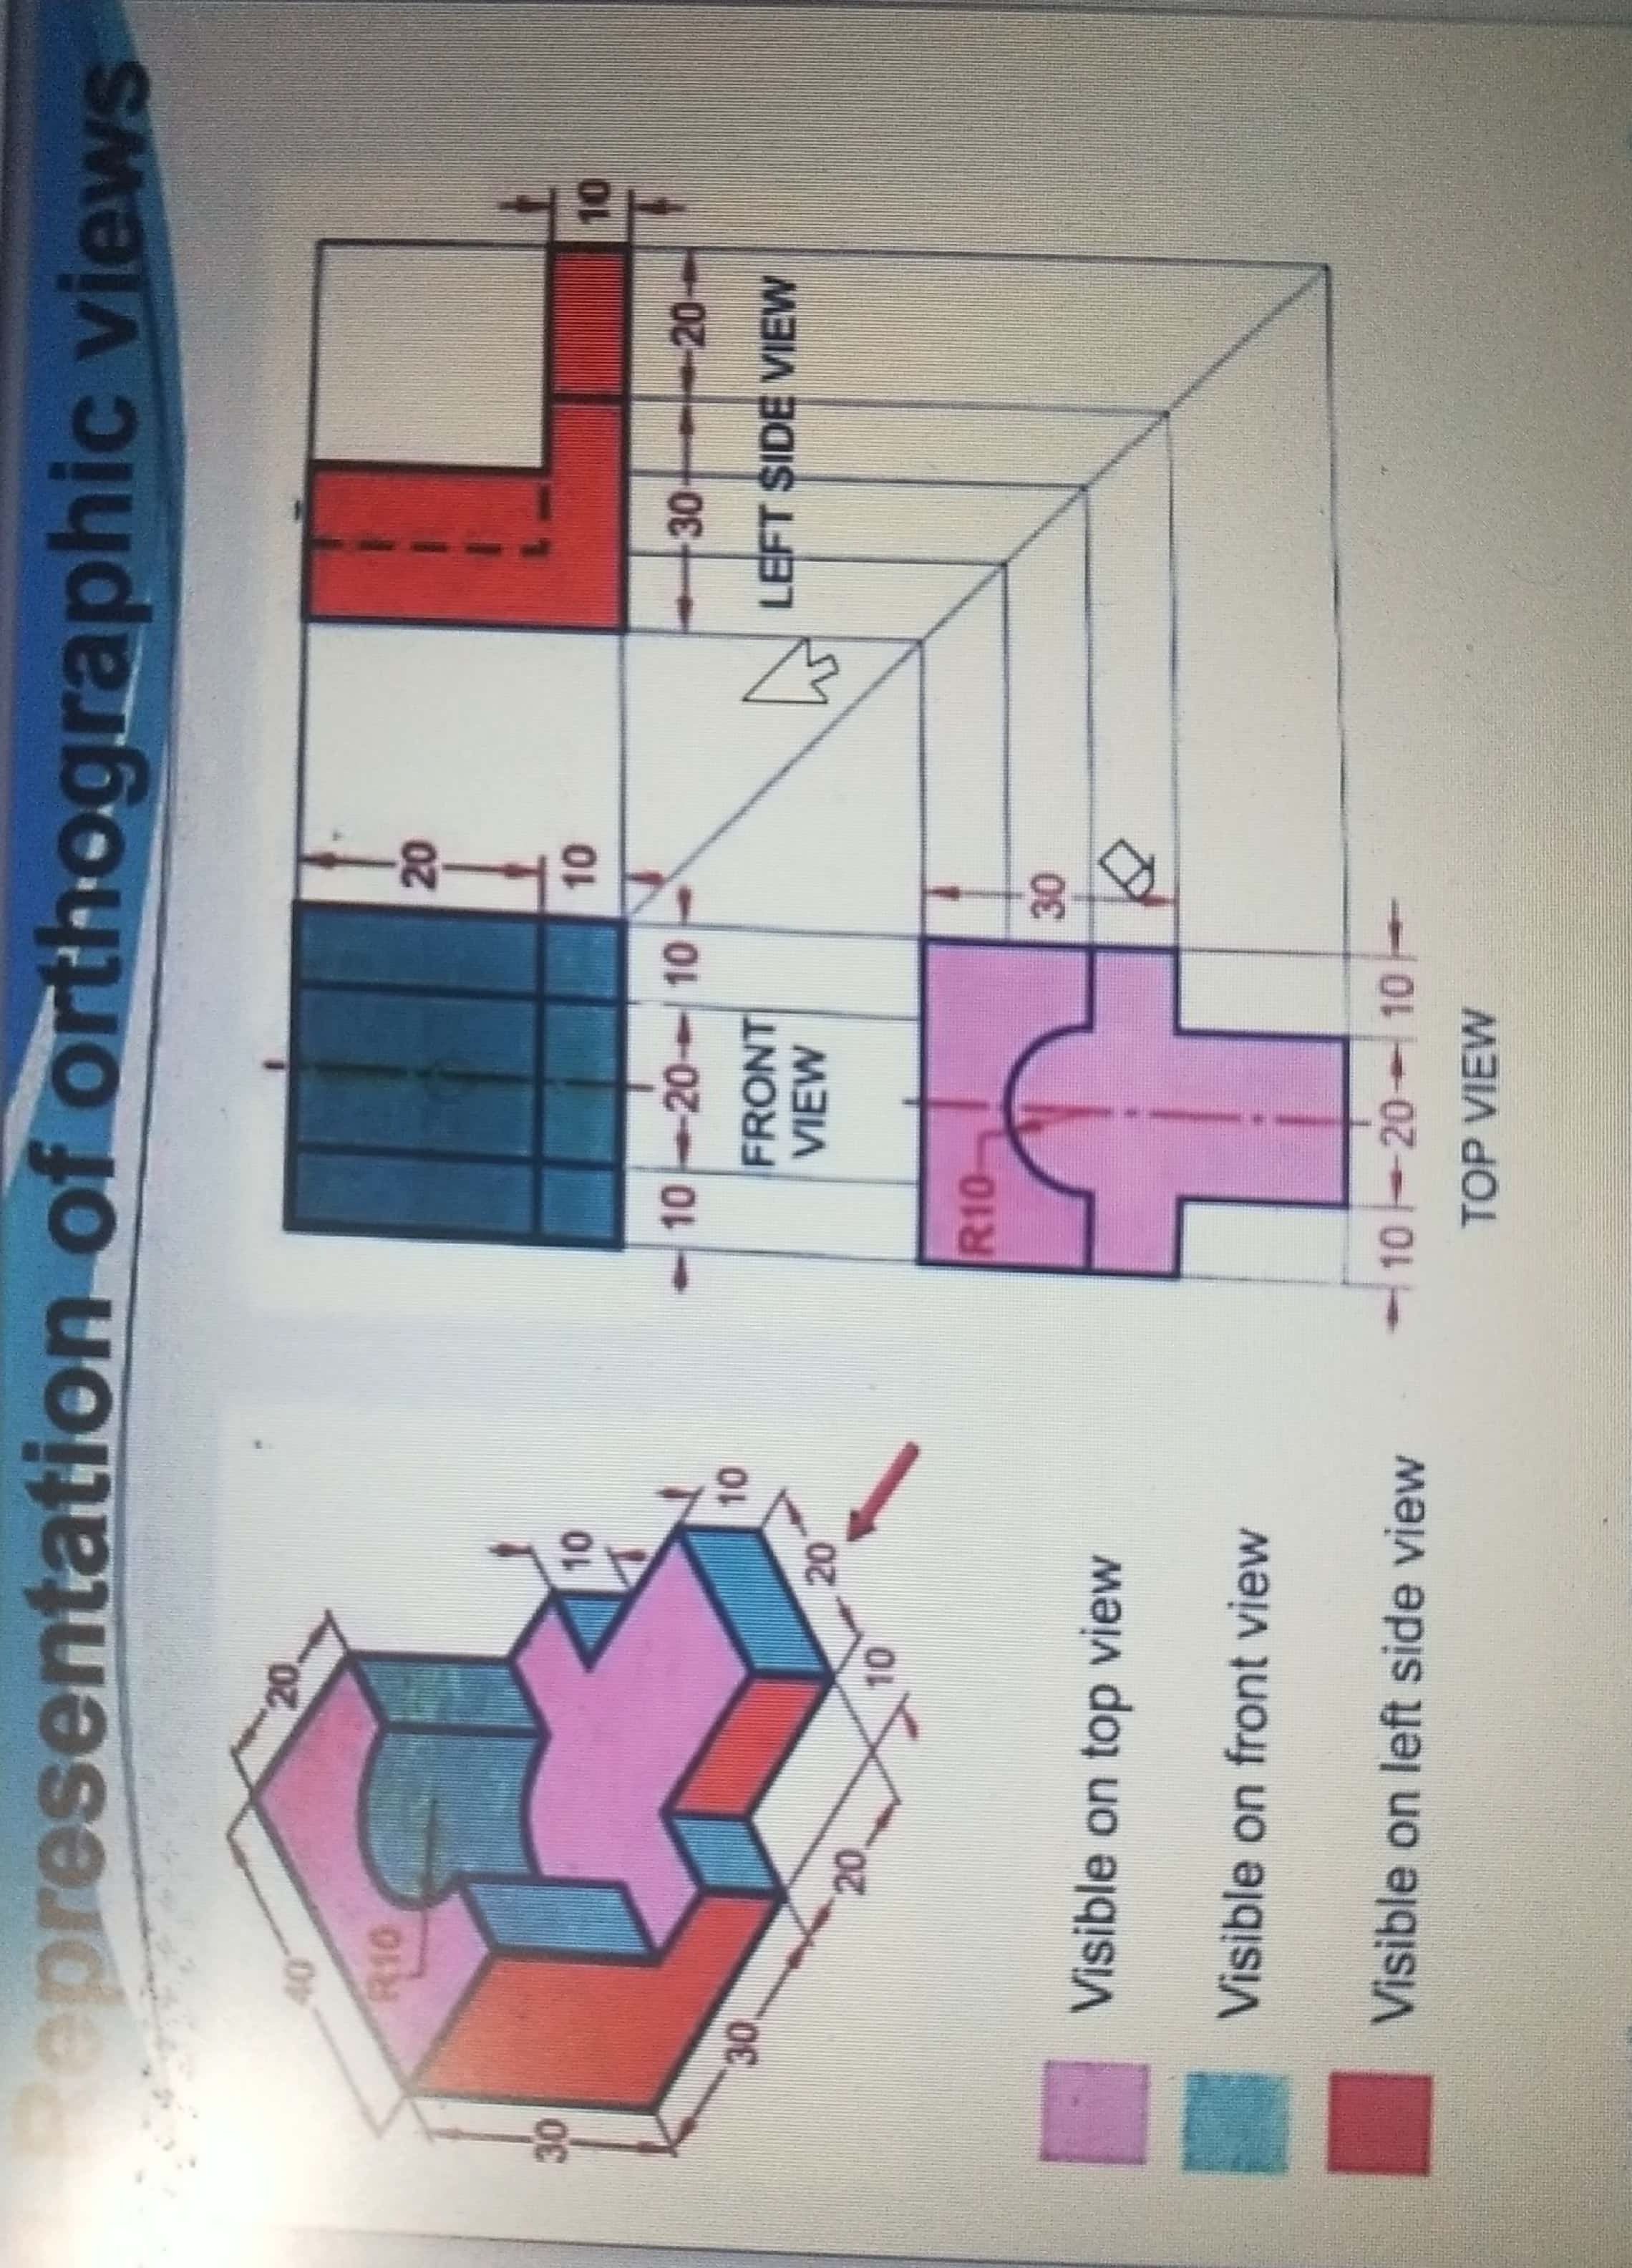 Representation of orthographic views
20
40
R10
10
10
30
20
10
20
30
20
10
10
20
10
FRONT
VIEW
10
30
20
LEFT SIDE VIEW
R10
30
10
20
10
TOP VIEW
Visible on top view
Visible on front view
Visible on left side view